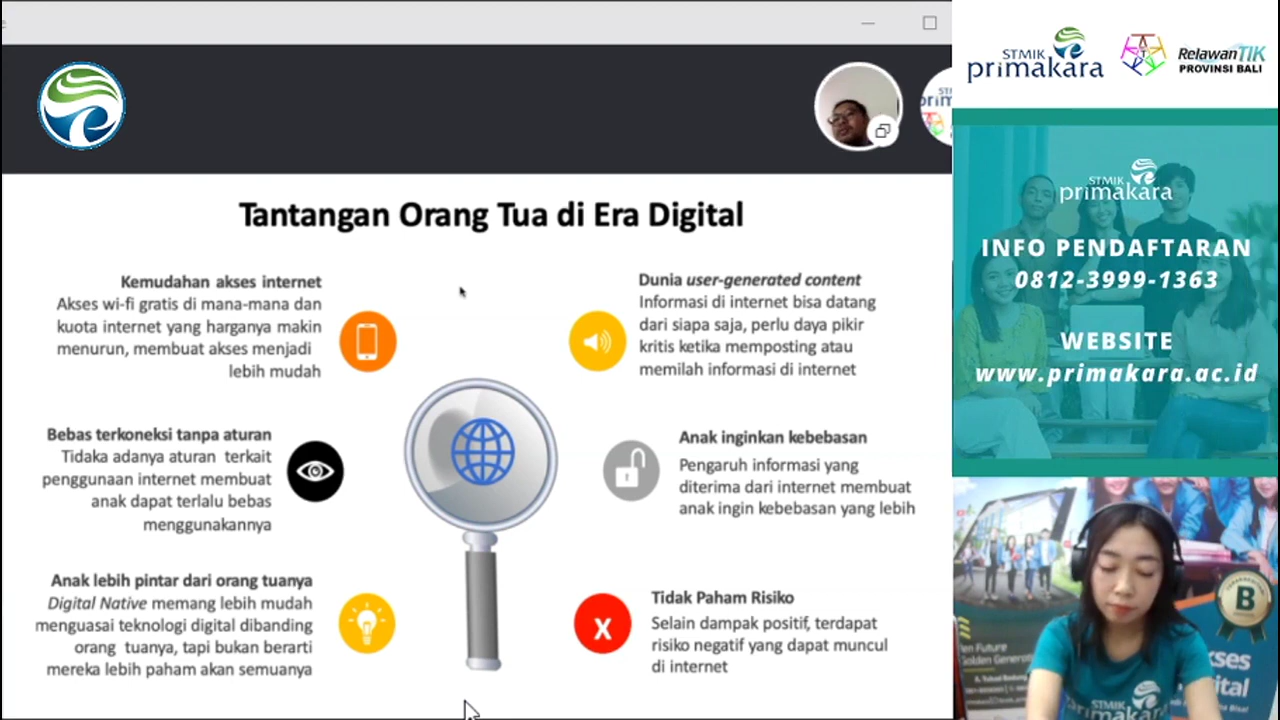 Tantangan Orang Tua di Era Digital
Kemudahan akses internet
Akses wi-fi gratis di mana-mana dan
kuota internet yang harganya makin
menurun, membuat akses menjadi
lebih mudah
Bebas terkoneksi tanpa aturan
Tidaka adanya aturan terkait
penggunaan internet membuat
anak dapat terlalu bebas
menggunakannya
Anak lebih pintar dari orang tuanya
Digital Native memang lebih mudah
menguasai teknologi digital dibanding
orang tuanya, tapi bukan berarti
mereka lebih paham akan semuanya
Dunia user-generated content
Informasi di internet bisa datang
dari siapa saja, perlu daya pikir
kritis ketika memposting atau
memilah informasi di internet
Anak inginkan kebebasan
Pengaruh informasi yang
diterima dari internet membuat
anak ingin kebebasan yang lebih
X
Tidak Paham Risiko
Selain dampak positif, terdapat
risiko negatif yang dapat muncul
di internet
STMIK
primakara
RelawanTIK
PROVINSI BALI
STMIK
primakara
INFO PENDAFTARAN
0812-3999-1363
WEBSITE
www.primakara.ac.id
B
STMIK
primakara